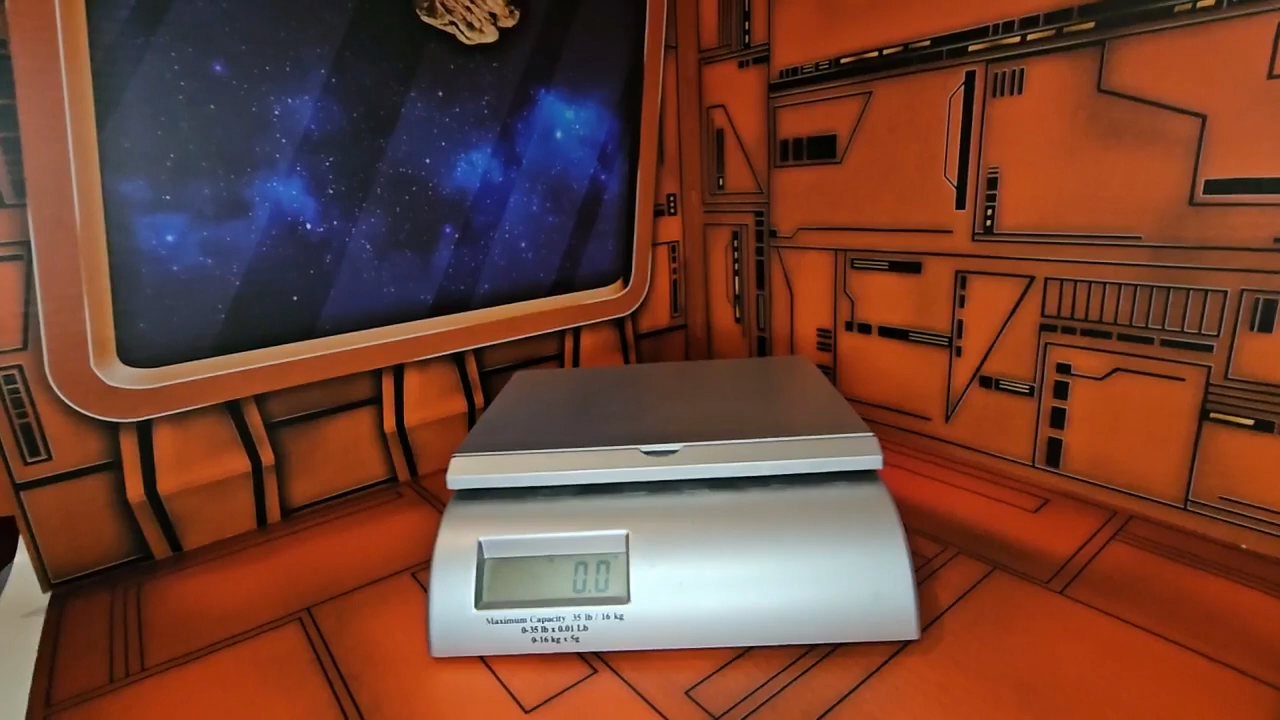 0.0
Maximum Capacity 35 lb / 16 kg
0-35 lb x 0.01 Lb
0-16 kg x 5g